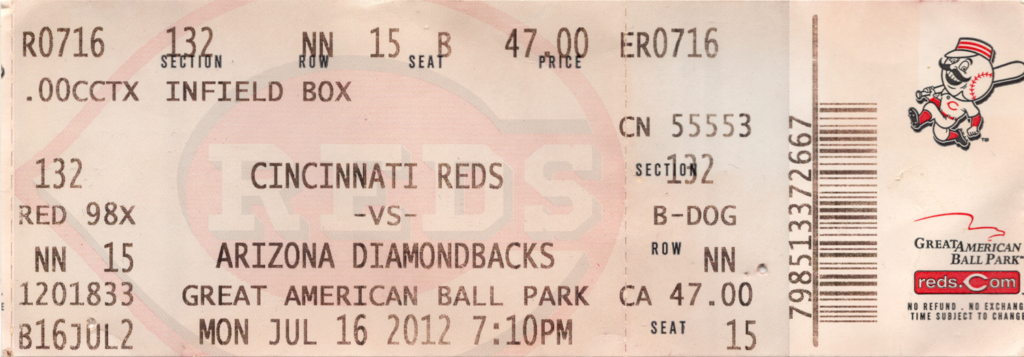 R0716 132 NN 15 B 47.00 ER0716
SECTION ROW SEAT PRICE
.00CCTX INFIELD BOX
CN 55553
132 CINCINNATI REDS SECTION 132
RED 98X -VS- B-DOG
NN 15 ARIZONA DIAMONDBACKS ROW NN
1201833 GREAT AMERICAN BALL PARK CA 47.00
B16JUL2 MON JUL 16 2012 7:10PM SEAT 15
REDS
798513372667
C
GREAT AMERICAN
BALL PARK
reds.com
NO REFUND . NO EXCHANG
TIME SUBJECT TO CHANGE